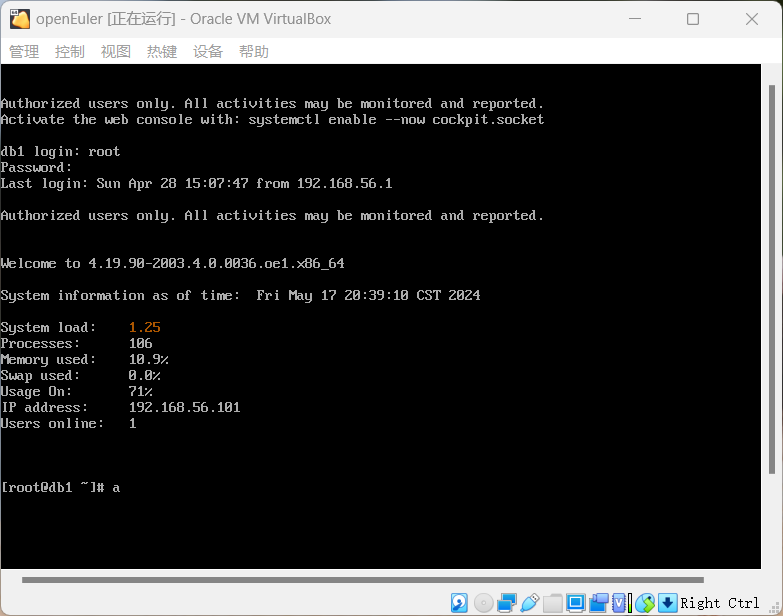 openEuler [正在运行] - Oracle VM VirtualBox
管理 控制 视图 热键 设备 帮助
Authorized users only. All activities may be monitored and reported.
Activate the web console with: systemctl enable --now cockpit.socket
db1 login: root
Password:
Last login: Sun Apr 28 15:07:47 from 192.168.56.1
Authorized users only. All activities may be monitored and reported.
Welcome to 4.19.90-2003.4.0.0036.oe1.x86_64
System information as of time:  Fri May 17 20:39:10 CST 2024
System load:    1.25
Processes:      106
Memory used:    10.9%
Swap used:      0.0%
Usage On:       71%
IP address:     192.168.56.101
Users online:   1
[root@db1 ~]# a
Right Ctrl